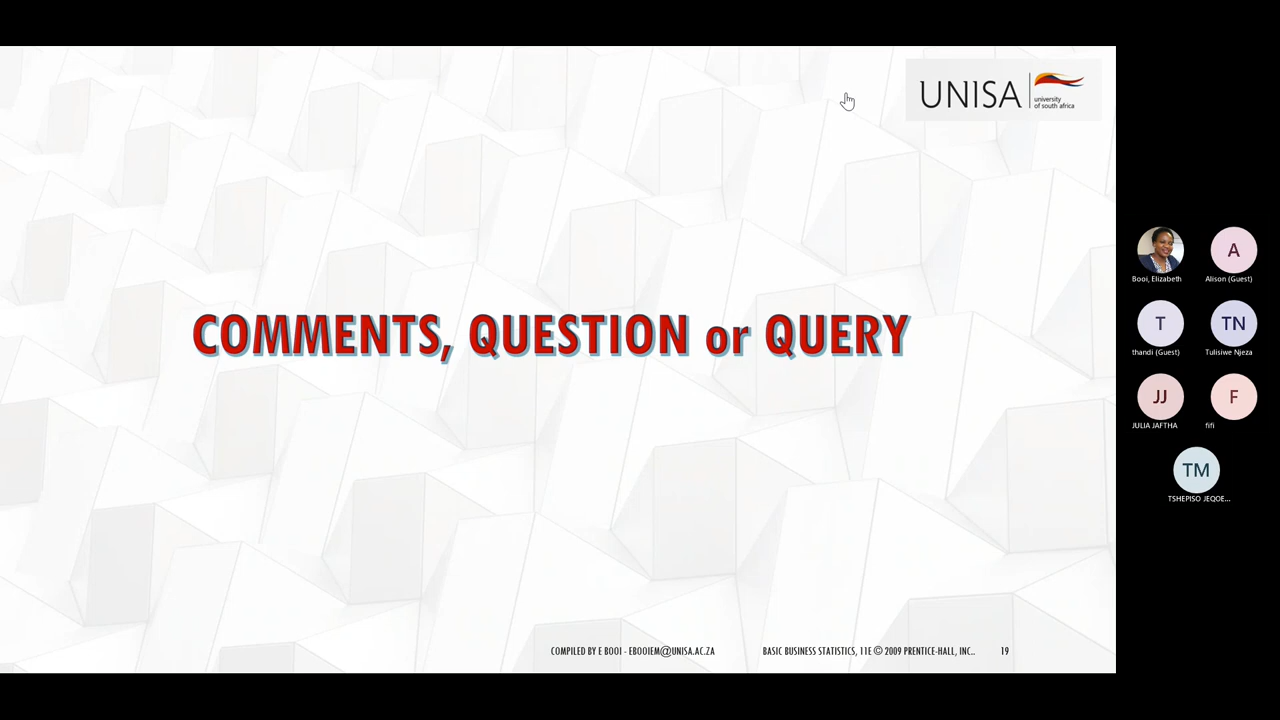 UNISA
university
of south africa
COMMENTS, QUESTION or QUERY
COMPILED BY E BOOI - EBOOIEM@UNISA.AC.ZA
BASIC BUSINESS STATISTICS, 11E © 2009 PRENTICE-HALL, INC..
19
Booi, Elizabeth
A
Alison (Guest)
T
thandi (Guest)
TN
Tulisiwe Njeza
JJ
JULIA JAFTHA
F
fifi
TM
TSHEPISO JEQOE...